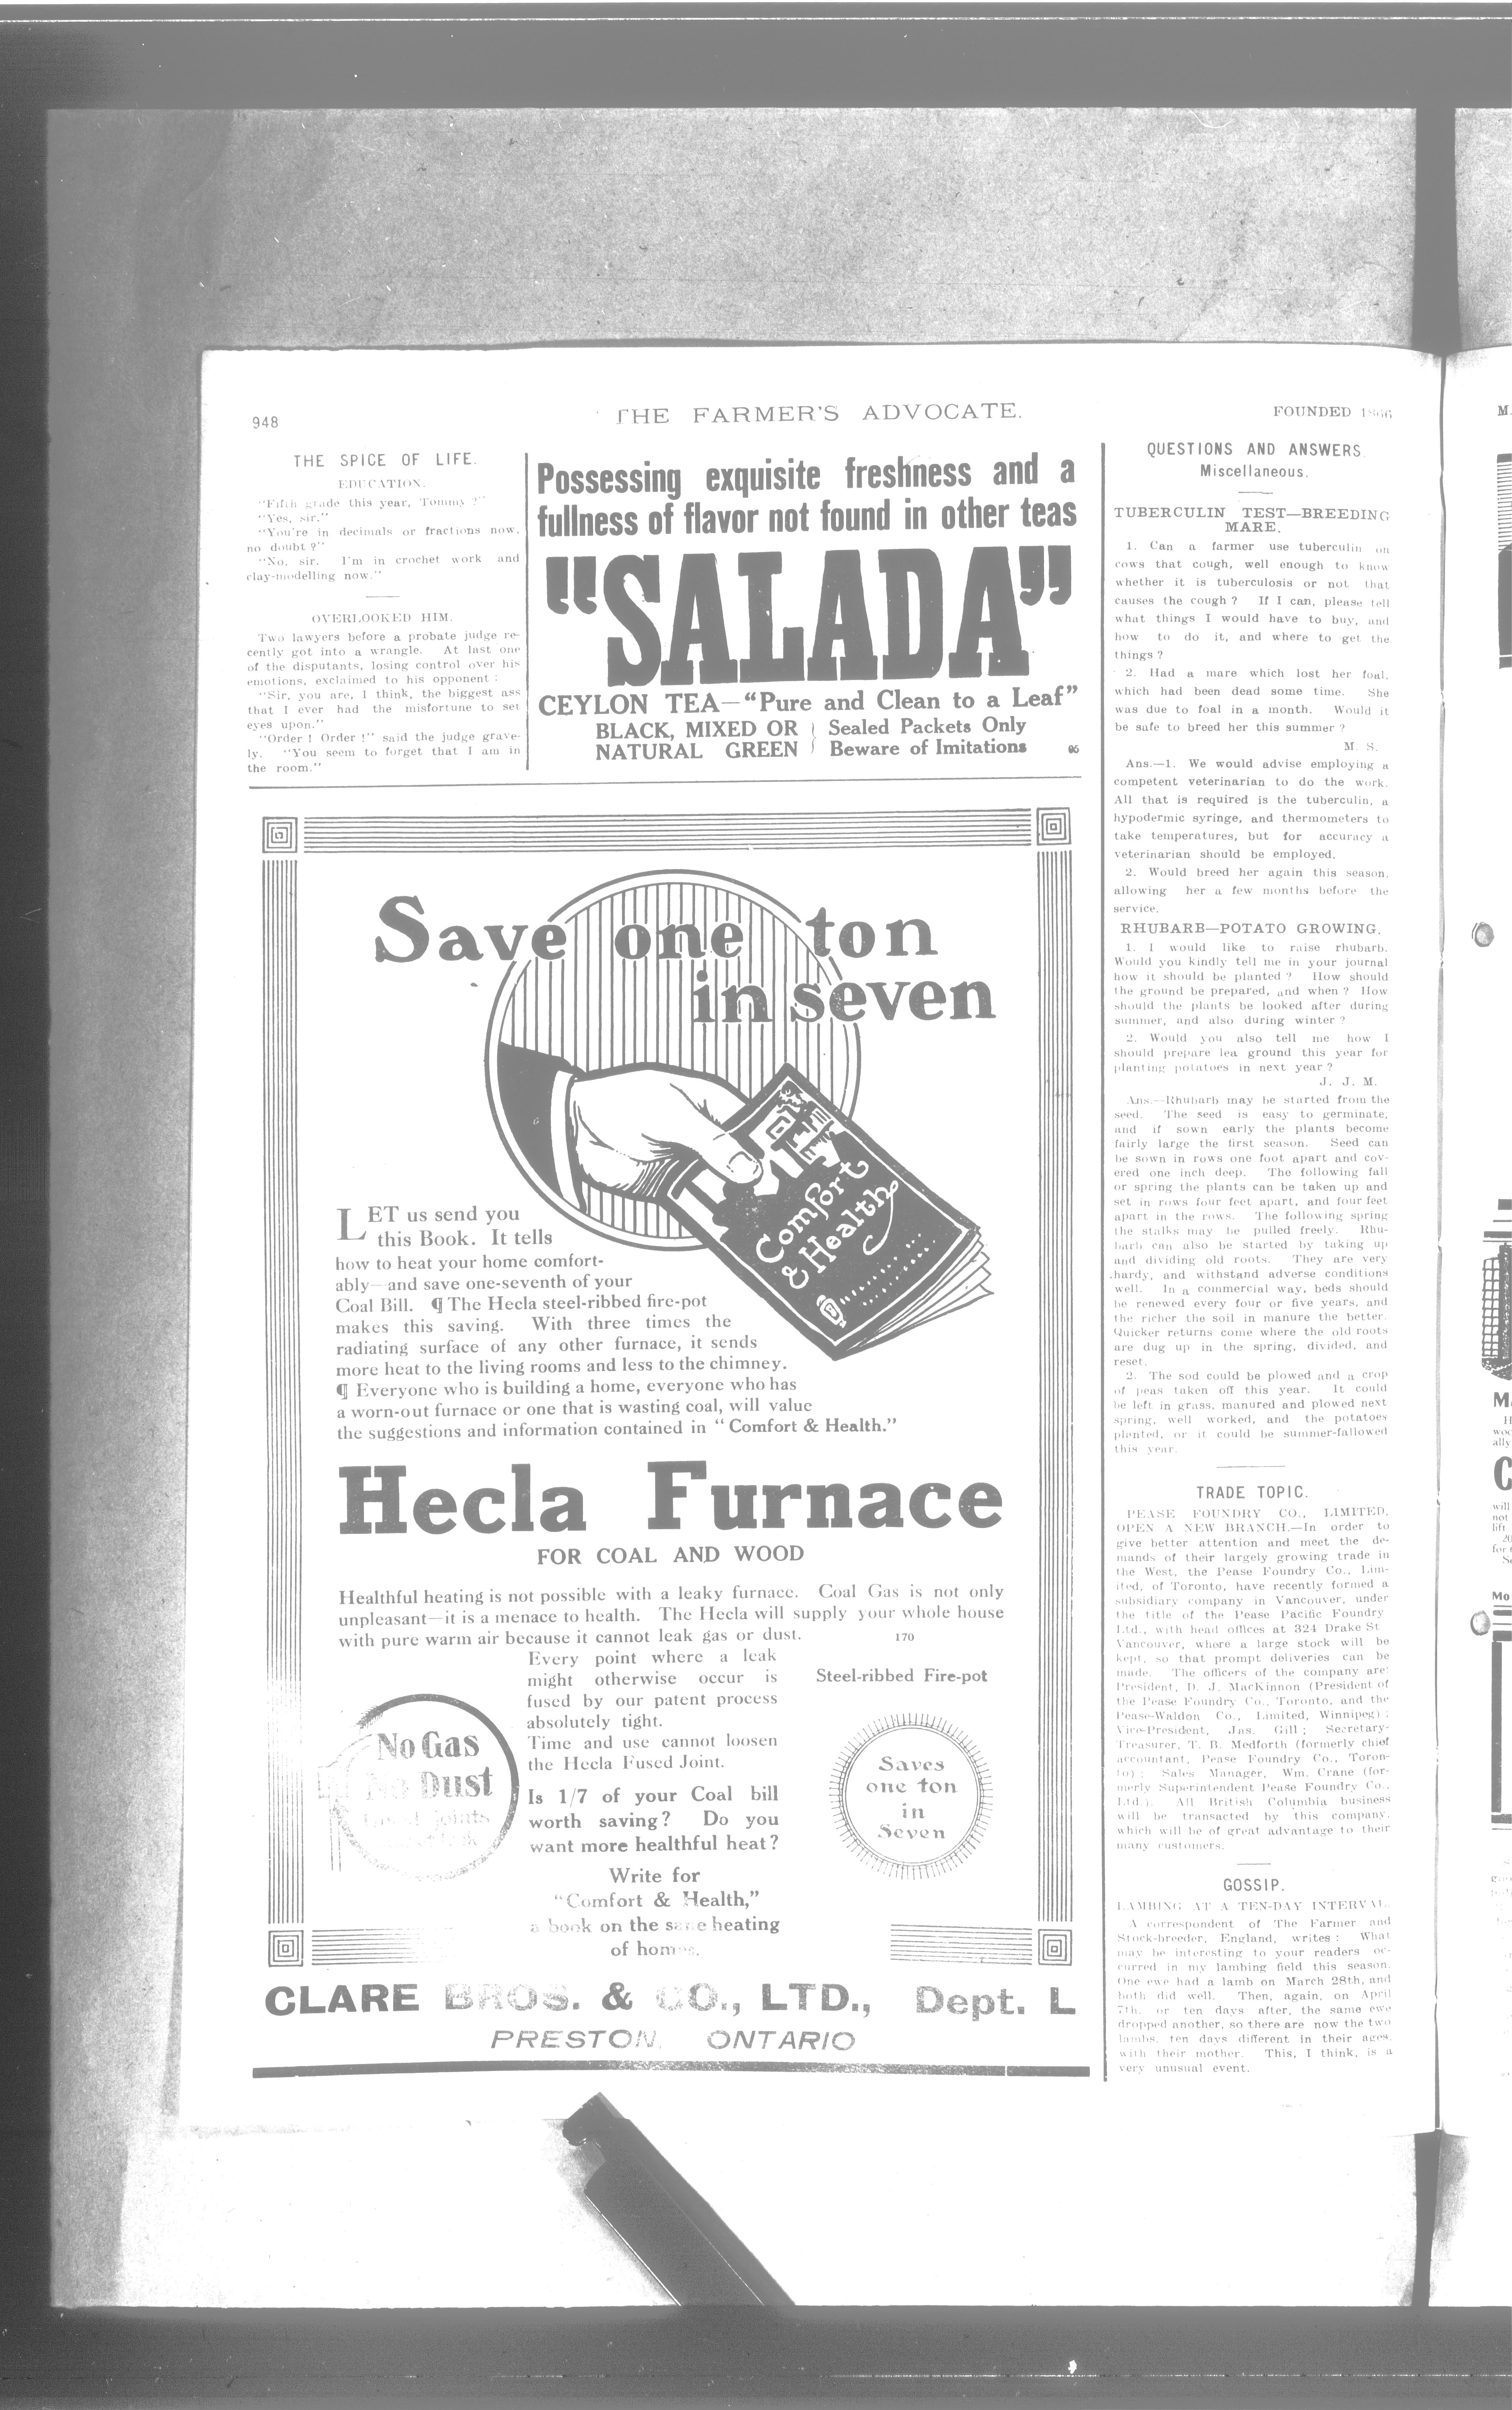 948
THE FARMER'S ADVOCATE.
FOUNDED 1866
THE SPICE OF LIFE.
EDUCATION.
"Fifth grade this year, Tommy ?"
"Yes, sir."
"You're in decimals or fractions now,
no doubt ?"
"No, sir. I'm in crochet work and
clay-modelling now."
OVERLOOKED HIM.
Two lawyers before a probate judge re-
cently got into a wrangle. At last one
of the disputants, losing control over his
emotions, exclaimed to his opponent :
"Sir, you are, I think, the biggest ass
that I ever had the misfortune to set
eyes upon."
"Order ! Order !" said the judge grave-
ly. "You seem to forget that I am in
the room."
Possessing exquisite freshness and a
fullness of flavor not found in other teas
"SALADA"
CEYLON TEA—"Pure and Clean to a Leaf"
BLACK, MIXED OR } Sealed Packets Only
NATURAL GREEN } Beware of Imitations
Save one ton
in seven
Comfort
& Health
LET us send you
this Book. It tells
how to heat your home comfort-
ably—and save one-seventh of your
Coal Bill. ¶ The Hecla steel-ribbed fire-pot
makes this saving. With three times the
radiating surface of any other furnace, it sends
more heat to the living rooms and less to the chimney.
¶ Everyone who is building a home, everyone who has
a worn-out furnace or one that is wasting coal, will value
the suggestions and information contained in "Comfort & Health."
Hecla Furnace
FOR COAL AND WOOD
Healthful heating is not possible with a leaky furnace. Coal Gas is not only
unpleasant—it is a menace to health. The Hecla will supply your whole house
with pure warm air because it cannot leak gas or dust. 170
Every point where a leak
might otherwise occur is
fused by our patent process
absolutely tight.
Time and use cannot loosen
the Hecla Fused Joint.
Is 1/7 of your Coal bill
worth saving? Do you
want more healthful heat?
Write for
"Comfort & Health,"
a book on the sane heating
of homes.
No Gas
No Dust
joints
Steel-ribbed Fire-pot
Saves
one ton
in
Seven
CLARE BROS. & CO., LTD., Dept. L
PRESTON, ONTARIO
QUESTIONS AND ANSWERS.
Miscellaneous.
TUBERCULIN TEST—BREEDING
MARE.
1. Can a farmer use tuberculin on
cows that cough, well enough to know
whether it is tuberculosis or not that
causes the cough ? If I can, please tell
what things I would have to buy, and
how to do it, and where to get the
things ?
2. Had a mare which lost her foal,
which had been dead some time. She
was due to foal in a month. Would it
be safe to breed her this summer ?
M. S.
Ans.—1. We would advise employing a
competent veterinarian to do the work.
All that is required is the tuberculin, a
hypodermic syringe, and thermometers to
take temperatures, but for accuracy a
veterinarian should be employed.
2. Would breed her again this season,
allowing her a few months before the
service.
RHUBARB—POTATO GROWING.
1. I would like to raise rhubarb.
Would you kindly tell me in your journal
how it should be planted ? How should
the ground be prepared, and when ? How
should the plants be looked after during
summer, and also during winter ?
2. Would you also tell me how I
should prepare lea ground this year for
planting potatoes in next year ?
J. J. M.
Ans.—Rhubarb may be started from the
seed. The seed is easy to germinate,
and if sown early the plants become
fairly large the first season. Seed can
be sown in rows one foot apart and cov-
ered one inch deep. The following fall
or spring the plants can be taken up and
set in rows four feet apart, and four feet
apart in the rows. The following spring
the stalks may be pulled freely. Rhu-
barb can also be started by taking up
and dividing old roots. They are very
hardy, and withstand adverse conditions
well. In a commercial way, beds should
be renewed every four or five years, and
the richer the soil in manure the better.
Quicker returns come where the old roots
are dug up in the spring, divided, and
reset.
2. The sod could be plowed and a crop
of peas taken off this year. It could
be left in grass, manured and plowed next
spring, well worked, and the potatoes
plented, or it could be summer-fallowed
this year.
TRADE TOPIC.
PEASE FOUNDRY CO., LIMITED,
OPEN A NEW BRANCH.—In order to
give better attention and meet the de-
mands of their largely growing trade in
the West, the Pease Foundry Co., Lim-
ited, of Toronto, have recently formed a
subsidiary company in Vancouver, under
the title of the Pease Pacific Foundry
Ltd., with head offices at 324 Drake St.
Vancouver, where a large stock will be
kept, so that prompt deliveries can be
made. The officers of the company are:
President, D. J. MacKinnon (President of
the Pease Foundry Co., Toronto, and the
Pease-Waldon Co., Limited, Winnipeg) ;
Vice-President, Jas. Gill ; Secretary-
Treasurer, T. B. Medforth (formerly chief
accountant, Pease Foundry Co., Toron-
to) ; Sales Manager, Wm. Crane (for-
merly Superintendent Pease Foundry Co.,
Ltd.). All British Columbia business
will be transacted by this company,
which will be of great advantage to their
many customers.
GOSSIP.
LAMBING AT A TEN-DAY INTERVAL.
A correspondent of The Farmer and
Stock-breeder, England, writes : What
may be interesting to your readers oc-
curred in my lambing field this season.
One ewe had a lamb on March 28th, and
both did well. Then, again, on April
7th, or ten days after, the same ewe
dropped another, so there are now the two
lambs, ten days different in their ages,
with their mother. This, I think, is a
very unusual event.